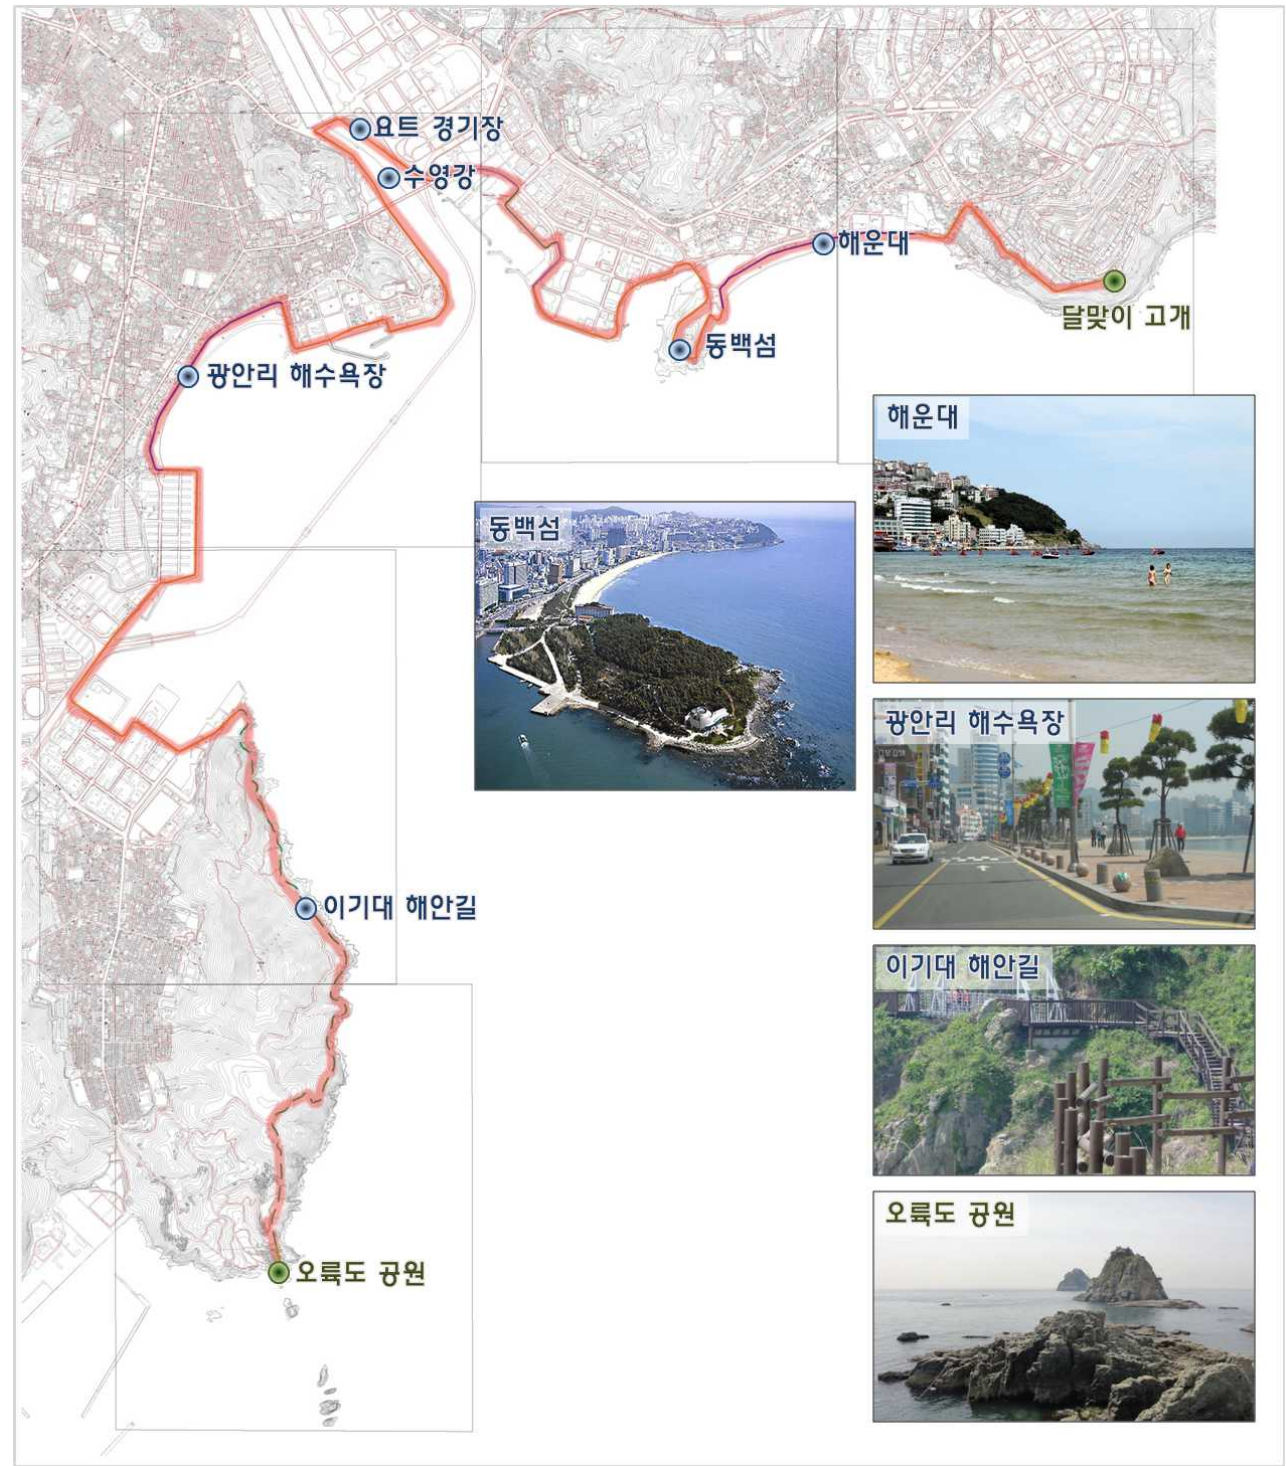 요트 경기장
수영강
해운대
달맞이 고개
동백섬
광안리 해수욕장
해운대
동백섬
광안리 해수욕장
이기대 해안길
이기대 해안길
오륙도 공원
오륙도 공원